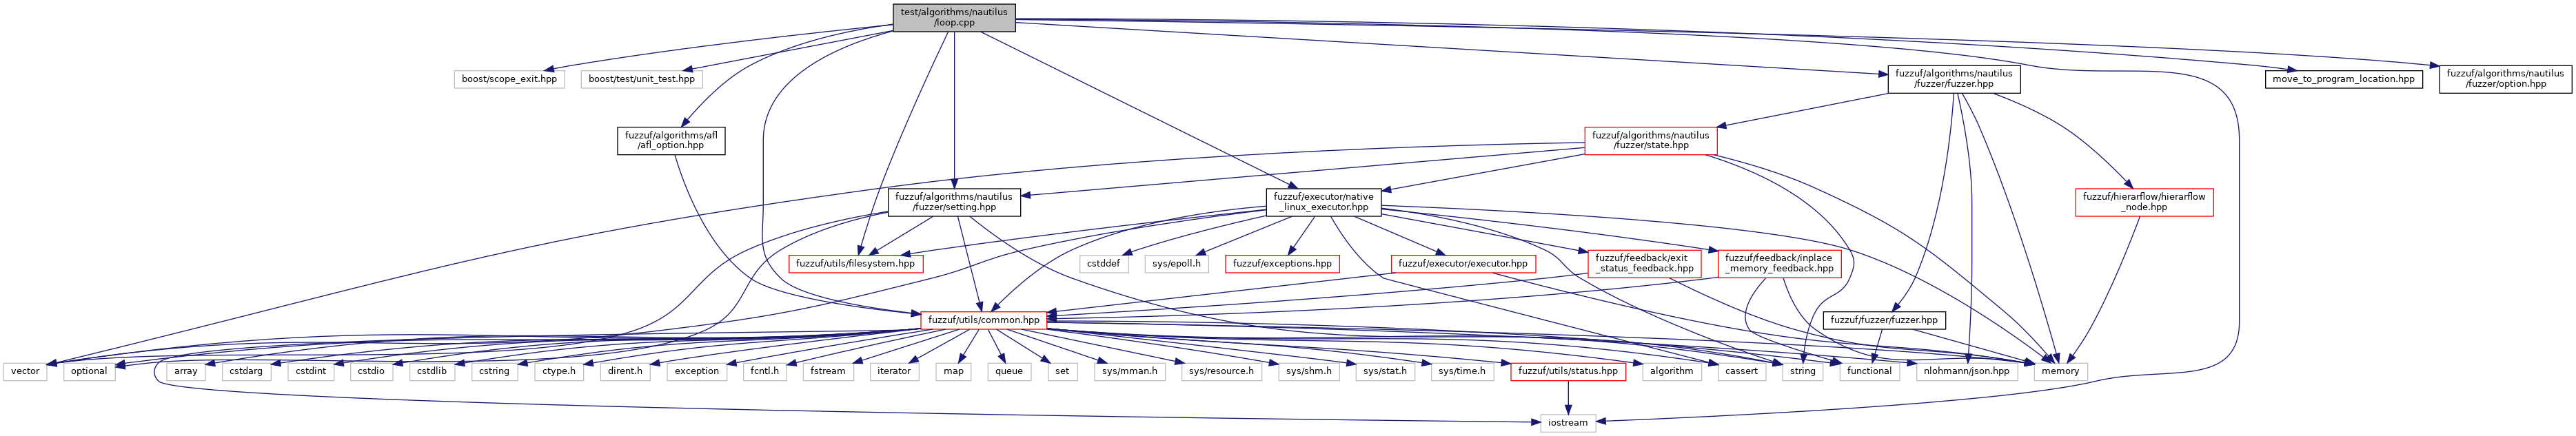 test/algorithms/nautilus
/loop.cpp
boost/scope_exit.hpp
boost/test/unit_test.hpp
fuzzuf/algorithms/nautilus
/fuzzer/fuzzer.hpp
move_to_program_location.hpp
fuzzuf/algorithms/nautilus
/fuzzer/option.hpp
fuzzuf/algorithms/afl
/afl_option.hpp
fuzzuf/algorithms/nautilus
/fuzzer/state.hpp
fuzzuf/algorithms/nautilus
/fuzzer/setting.hpp
fuzzuf/executor/native
_linux_executor.hpp
fuzzuf/hierarflow/hierarflow
_node.hpp
fuzzuf/utils/filesystem.hpp
cstddef
sys/epoll.h
fuzzuf/exceptions.hpp
fuzzuf/executor/executor.hpp
fuzzuf/feedback/exit
_status_feedback.hpp
fuzzuf/feedback/inplace
_memory_feedback.hpp
fuzzuf/utils/common.hpp
fuzzuf/fuzzer/fuzzer.hpp
vector
optional
array
cstdarg
cstdint
cstdio
cstdlib
cstring
ctype.h
dirent.h
exception
fcntl.h
fstream
iterator
map
queue
set
sys/mman.h
sys/resource.h
sys/shm.h
sys/stat.h
sys/time.h
fuzzuf/utils/status.hpp
algorithm
cassert
string
functional
nlohmann/json.hpp
memory
iostream